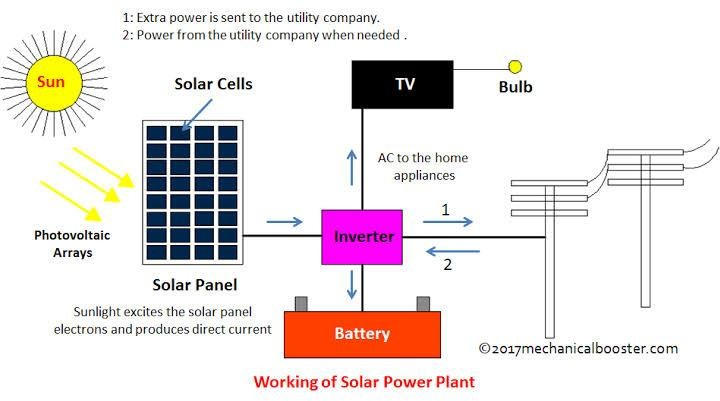 1: Extra power is sent to the utility company.
2: Power from the utility company when needed .
Sun
Solar Cells
TV
Bulb
AC to the home
appliances
Photovoltaic
Arrays
Inverter
1
2
Solar Panel
Sunlight excites the solar panel
electrons and produces direct current
Battery
©2017mechanicalbooster.com
Working of Solar Power Plant